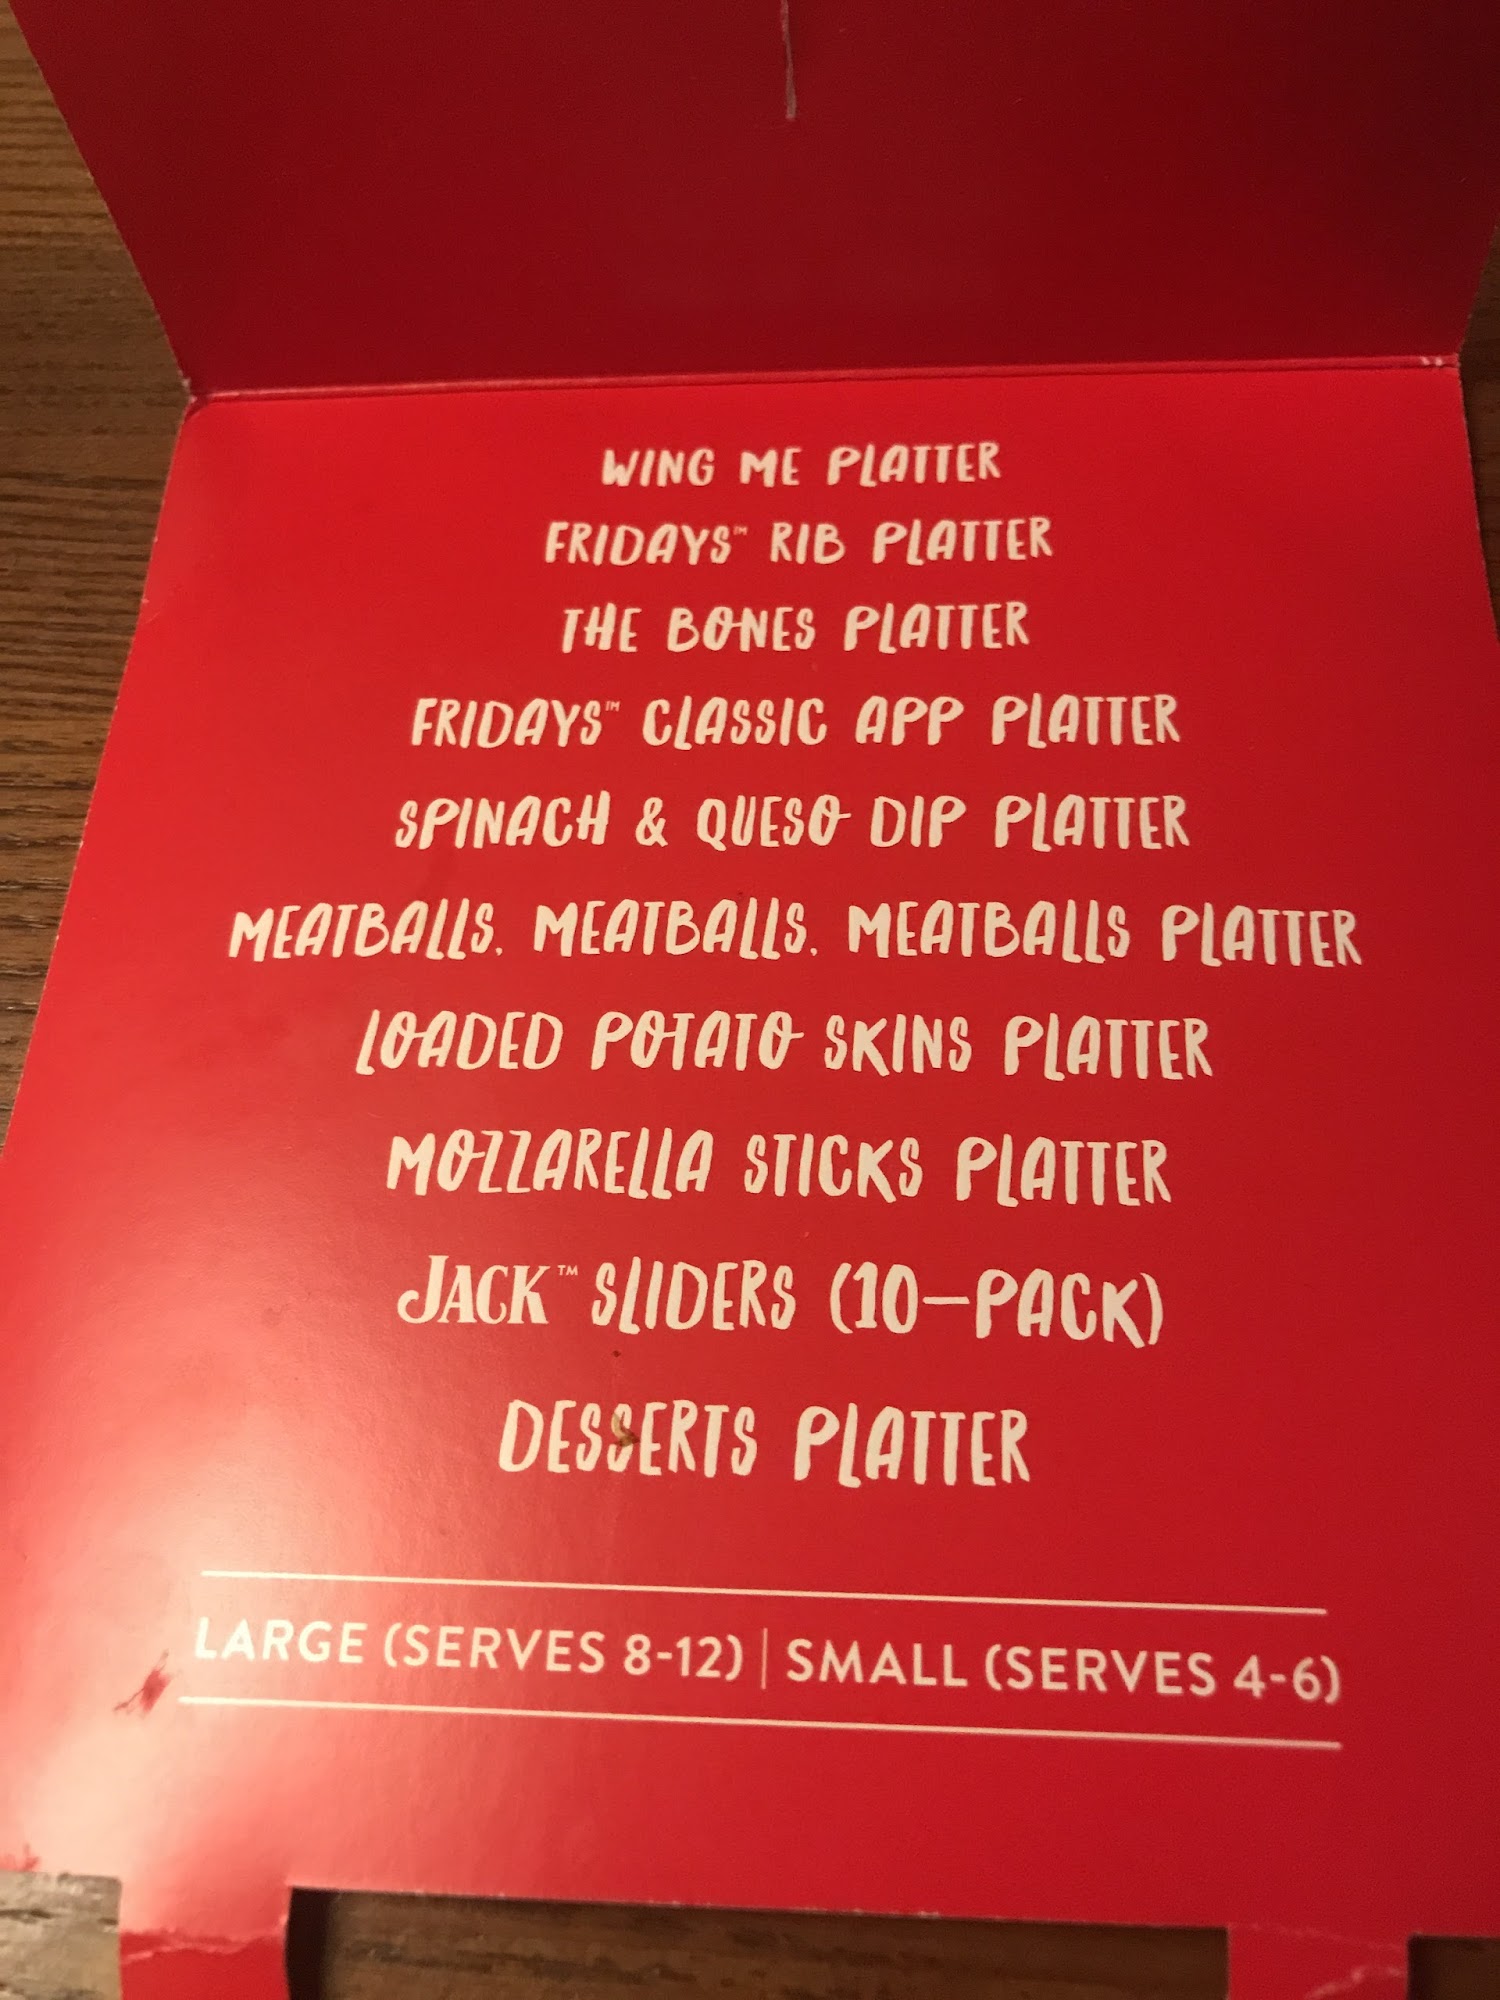 WING ME PLATTER
FRIDAYS™ RIB PLATTER
THE BONES PLATTER
FRIDAYS™ CLASSIC APP PLATTER
SPINACH & QUESO DIP PLATTER
MEATBALLS, MEATBALLS, MEATBALLS PLATTER
LOADED POTATO SKINS PLATTER
MOZZARELLA STICKS PLATTER
JACK™ SLIDERS (10-PACK)
DESSERTS PLATTER
LARGE (SERVES 8-12) | SMALL (SERVES 4-6)